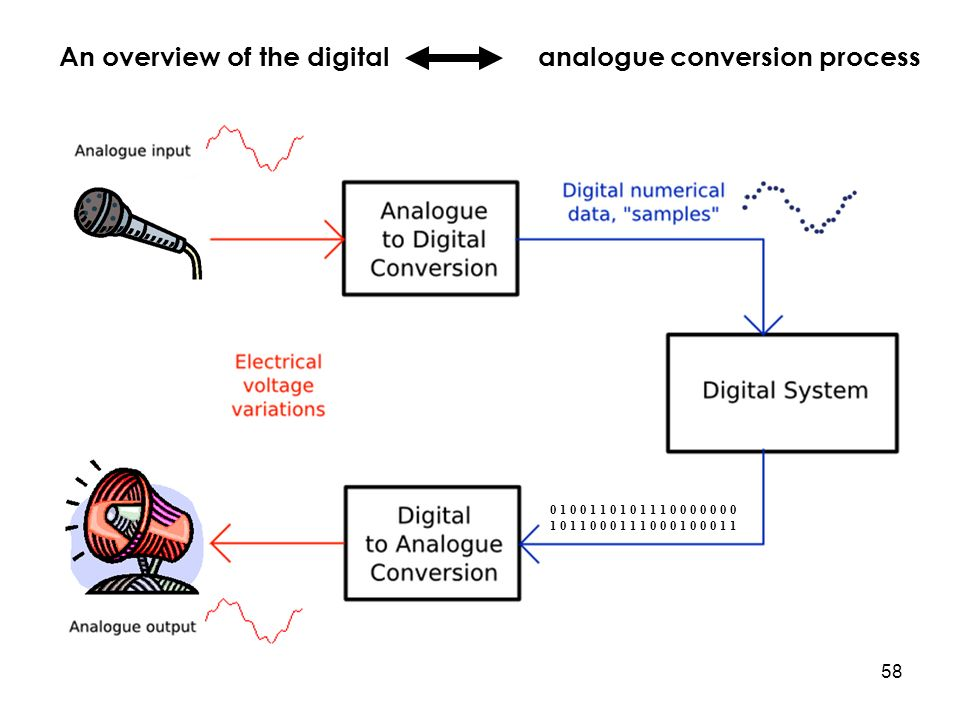 An overview of the digital analogue conversion process
Analogue input
Analogue
to Digital
Conversion
Digital numerical
data, "samples"
Electrical
voltage
variations
Digital System
0 1 0 0 1 1 0 1 0 1 1 1 0 0 0 0 0 0 0
1 0 1 1 0 0 0 1 1 1 0 0 0 1 0 0 0 1 1
Digital
to Analogue
Conversion
Analogue output
58